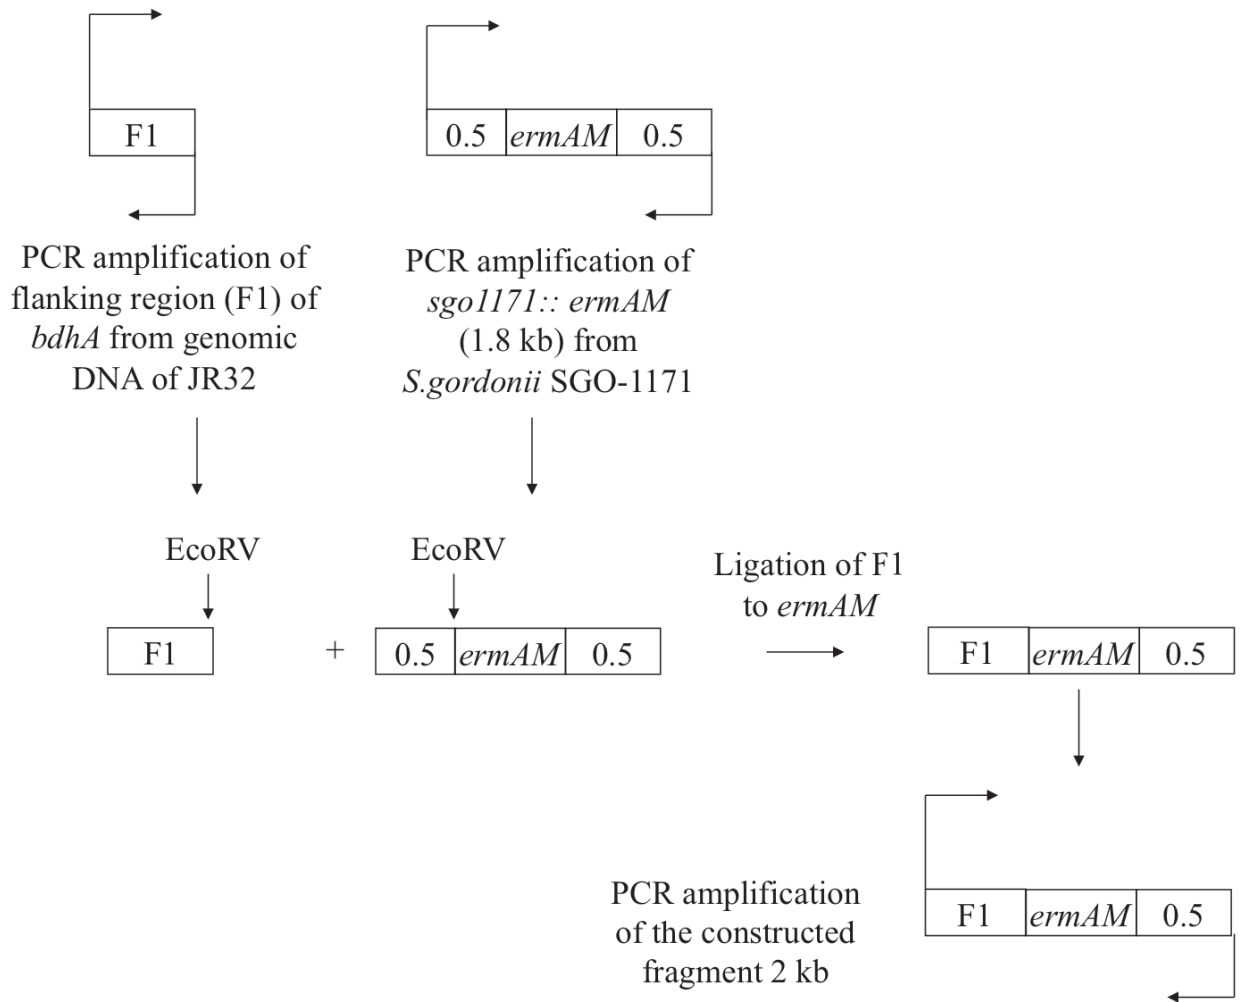 F1
0.5 ermAM 0.5
PCR amplification of
flanking region (F1) of
bdhA from genomic
DNA of JR32
PCR amplification of
sgo1171:: ermAM
(1.8 kb) from
S.gordonii SGO-1171
EcoRV
EcoRV
Ligation of F1
to ermAM
F1
+
0.5 ermAM 0.5
F1 ermAM 0.5
PCR amplification
of the constructed
fragment 2 kb
F1 ermAM 0.5